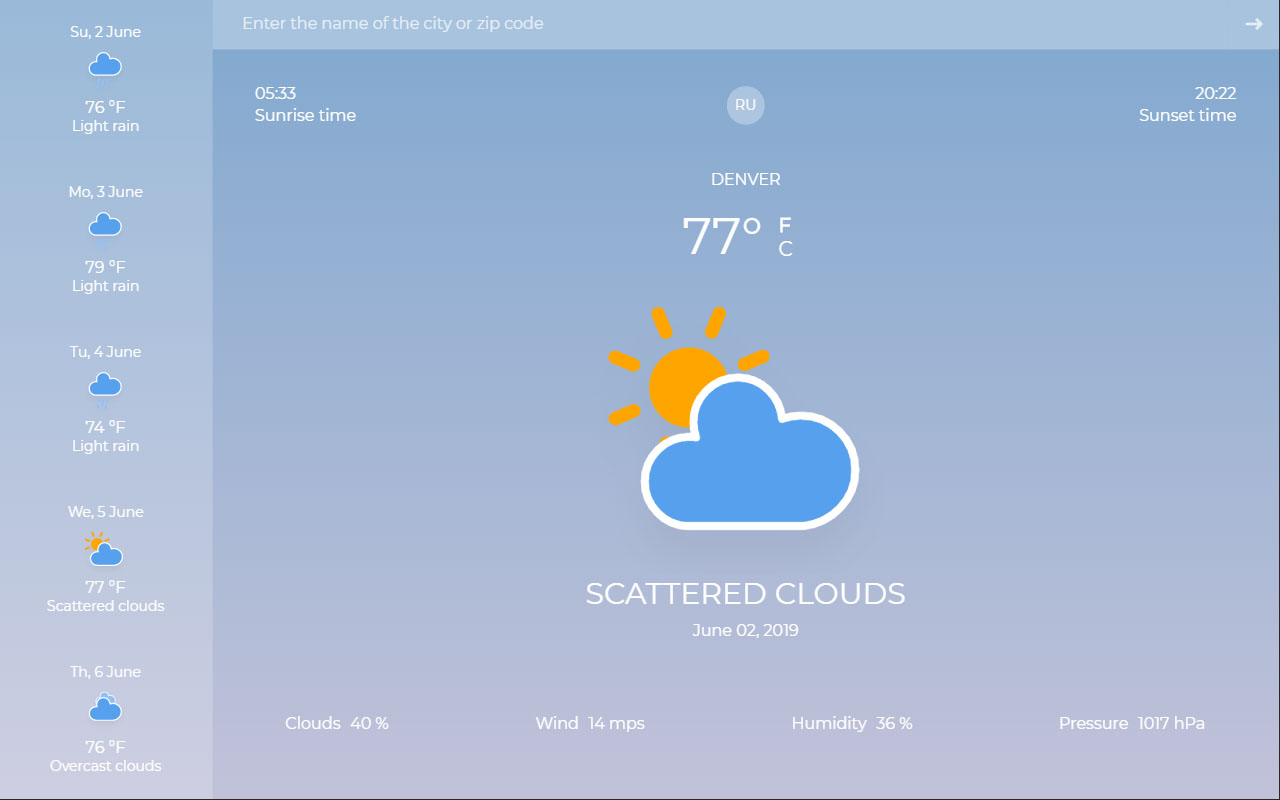 Su, 2 June
76 °F
Light rain
Mo, 3 June
79 °F
Light rain
Tu, 4 June
74 °F
Light rain
We, 5 June
77 °F
Scattered clouds
Th, 6 June
76 °F
Overcast clouds
Enter the name of the city or zip code
05:33
Sunrise time
RU
20:22
Sunset time
DENVER
77° F
C
SCATTERED CLOUDS
June 02, 2019
Clouds 40 % Wind 14 mps Humidity 36 % Pressure 1017 hPa